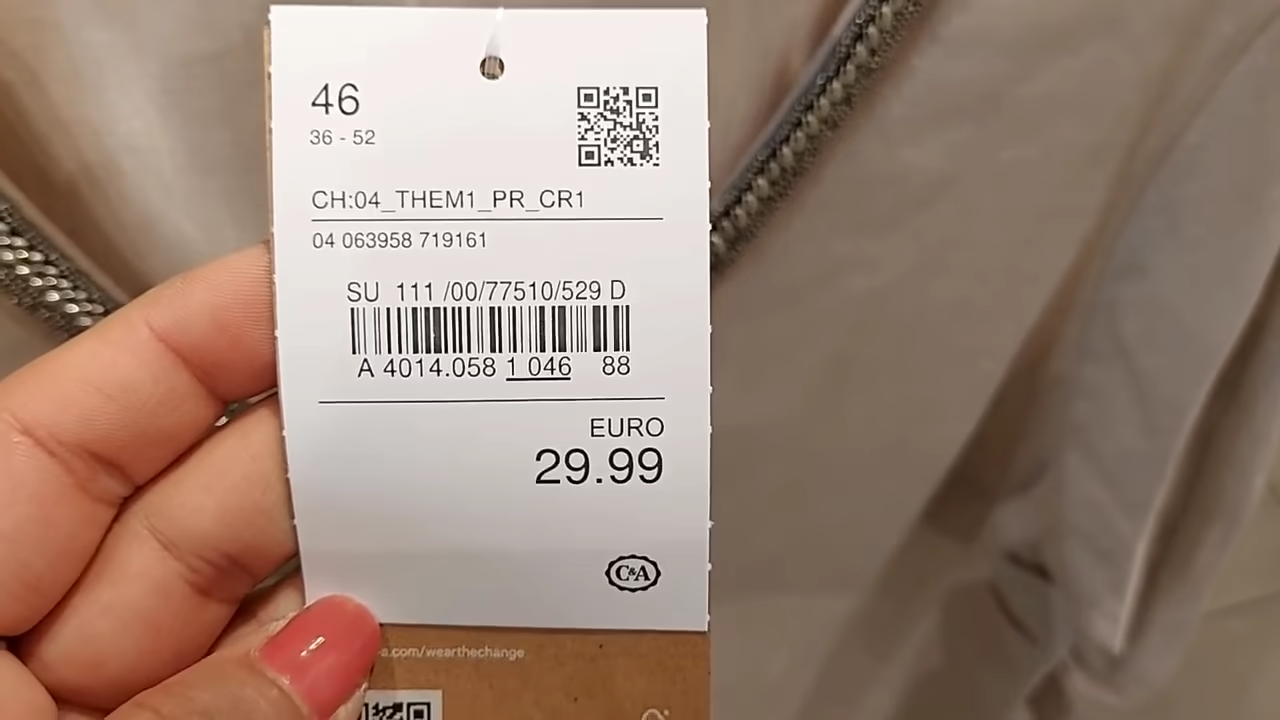 46
36 - 52
CH:04_THEM1_PR_CR1
04 063958 719161
SU 111 /00/77510/529 D
A 4014.058 1 046 88
EURO
29.99
C&A
a.com/wearthechange